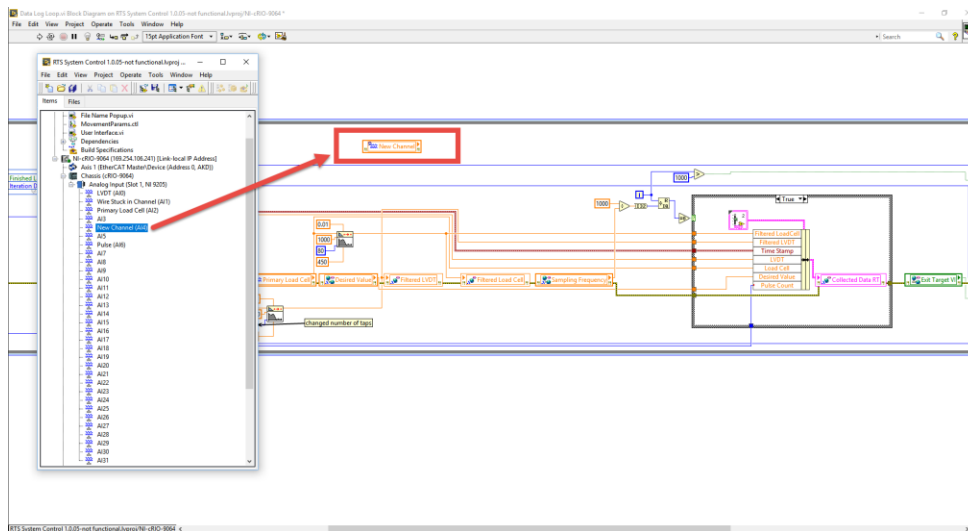 Data Log Loop.vi Block Diagram on RTS System Control 1.0.05-not functional.lvproj/NI-cRIO-9064 *
File Edit View Project Operate Tools Window Help
15pt Application Font
Search
RTS System Control 1.0.05-not functional.lvproj ...
File Edit View Project Operate Tools Window Help
Items Files
File Name Popup.vi
MovementParams.ctl
User Interface.vi
Dependencies
Build Specifications
NI-cRIO-9064 (169.254.106.241) [Link-local IP Address]
Axis 1 (EtherCAT Master\Device (Address 0, AKD))
Chassis (cRIO-9064)
Analog Input (Slot 1, NI 9205)
LVDT (AI0)
Wire Stuck in Channel (AI1)
Primary Load Cell (AI2)
AI3
New Channel (AI4)
AI5
Pulse (AI6)
AI7
AI8
AI9
AI10
AI11
AI12
AI13
AI14
AI15
AI16
AI17
AI18
AI19
AI20
AI21
AI22
AI23
AI24
AI25
AI26
AI27
AI28
AI29
AI30
AI31
Finished L
Iteration D
New Channel
0.01
1000
80
450
Primary Load Cell
Desired Value
Filtered LVDT
Filtered Load Cell
Sampling Frequency
changed number of taps
1000
1000
True
Filtered LoadCell
Filtered LVDT
Time Stamp
LVDT
Load Cell
Desired Value
Pulse Count
Collected Data RT
Exit Target VI
RTS System Control 1.0.05-not functional.lvproj/NI-cRIO-9064